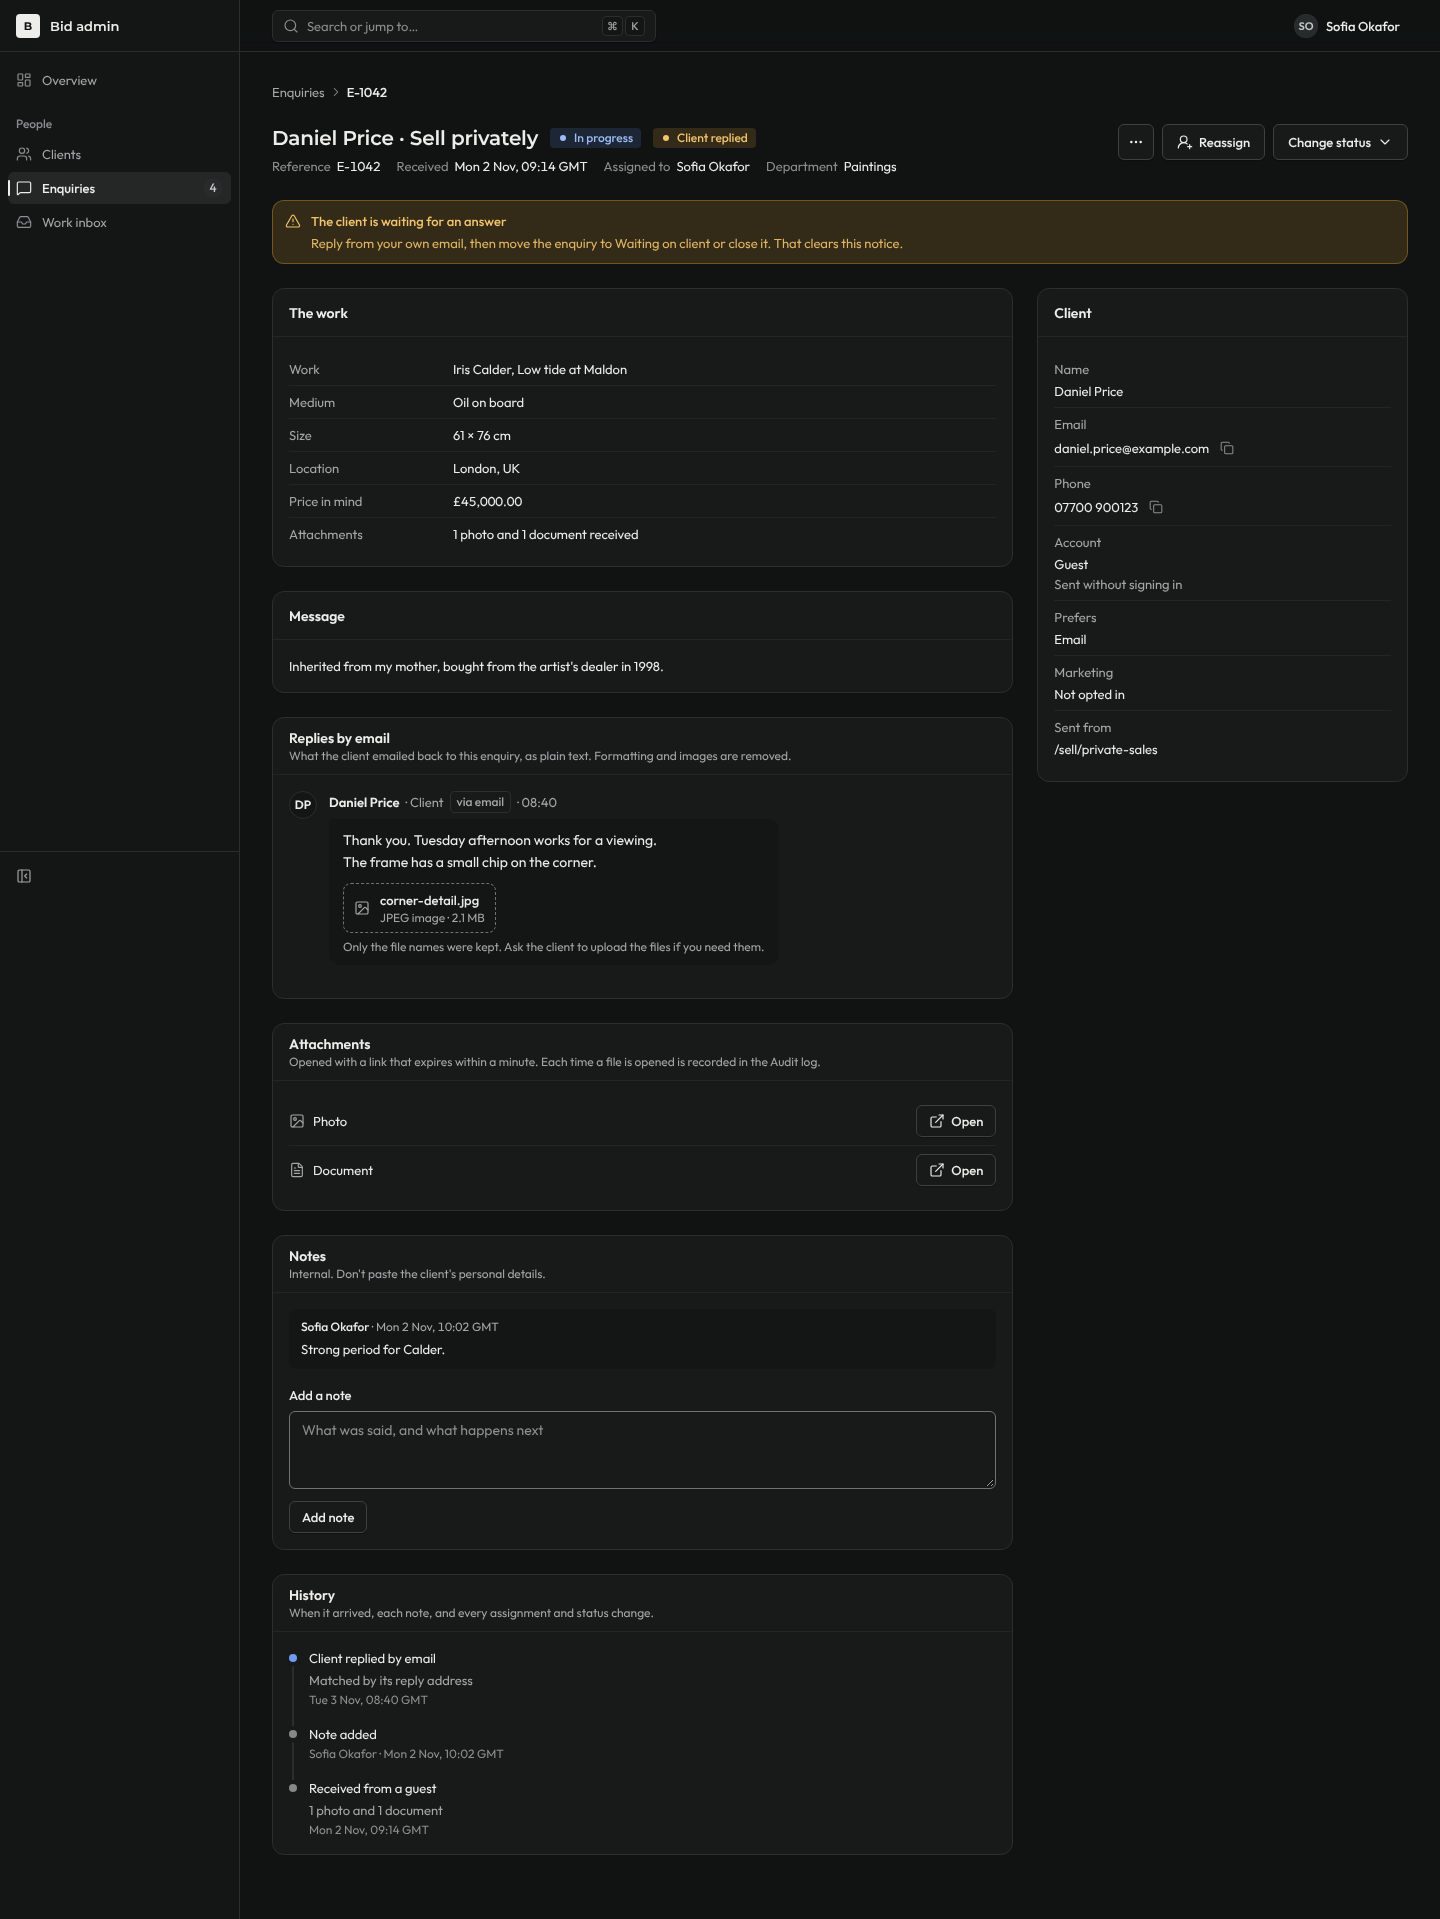 B Bid admin
Search or jump to...
⌘ K
SO Sofia Okafor
Overview
People
Clients
Enquiries 4
Work inbox
Enquiries > E-1042
Daniel Price · Sell privately
In progress
Client replied
Reassign
Change status
Reference E-1042 Received Mon 2 Nov, 09:14 GMT Assigned to Sofia Okafor Department Paintings
The client is waiting for an answer
Reply from your own email, then move the enquiry to Waiting on client or close it. That clears this notice.
The work
Work Iris Calder, Low tide at Maldon
Medium Oil on board
Size 61 × 76 cm
Location London, UK
Price in mind £45,000.00
Attachments 1 photo and 1 document received
Client
Name
Daniel Price
Email
daniel.price@example.com
Phone
07700 900123
Account
Guest
Sent without signing in
Prefers
Email
Marketing
Not opted in
Sent from
/sell/private-sales
Message
Inherited from my mother, bought from the artist's dealer in 1998.
Replies by email
What the client emailed back to this enquiry, as plain text. Formatting and images are removed.
DP Daniel Price · Client via email · 08:40
Thank you. Tuesday afternoon works for a viewing.
The frame has a small chip on the corner.
corner-detail.jpg
JPEG image · 2.1 MB
Only the file names were kept. Ask the client to upload the files if you need them.
Attachments
Opened with a link that expires within a minute. Each time a file is opened is recorded in the Audit log.
Photo Open
Document Open
Notes
Internal. Don't paste the client's personal details.
Sofia Okafor · Mon 2 Nov, 10:02 GMT
Strong period for Calder.
Add a note
What was said, and what happens next
Add note
History
When it arrived, each note, and every assignment and status change.
Client replied by email
Matched by its reply address
Tue 3 Nov, 08:40 GMT
Note added
Sofia Okafor · Mon 2 Nov, 10:02 GMT
Received from a guest
1 photo and 1 document
Mon 2 Nov, 09:14 GMT